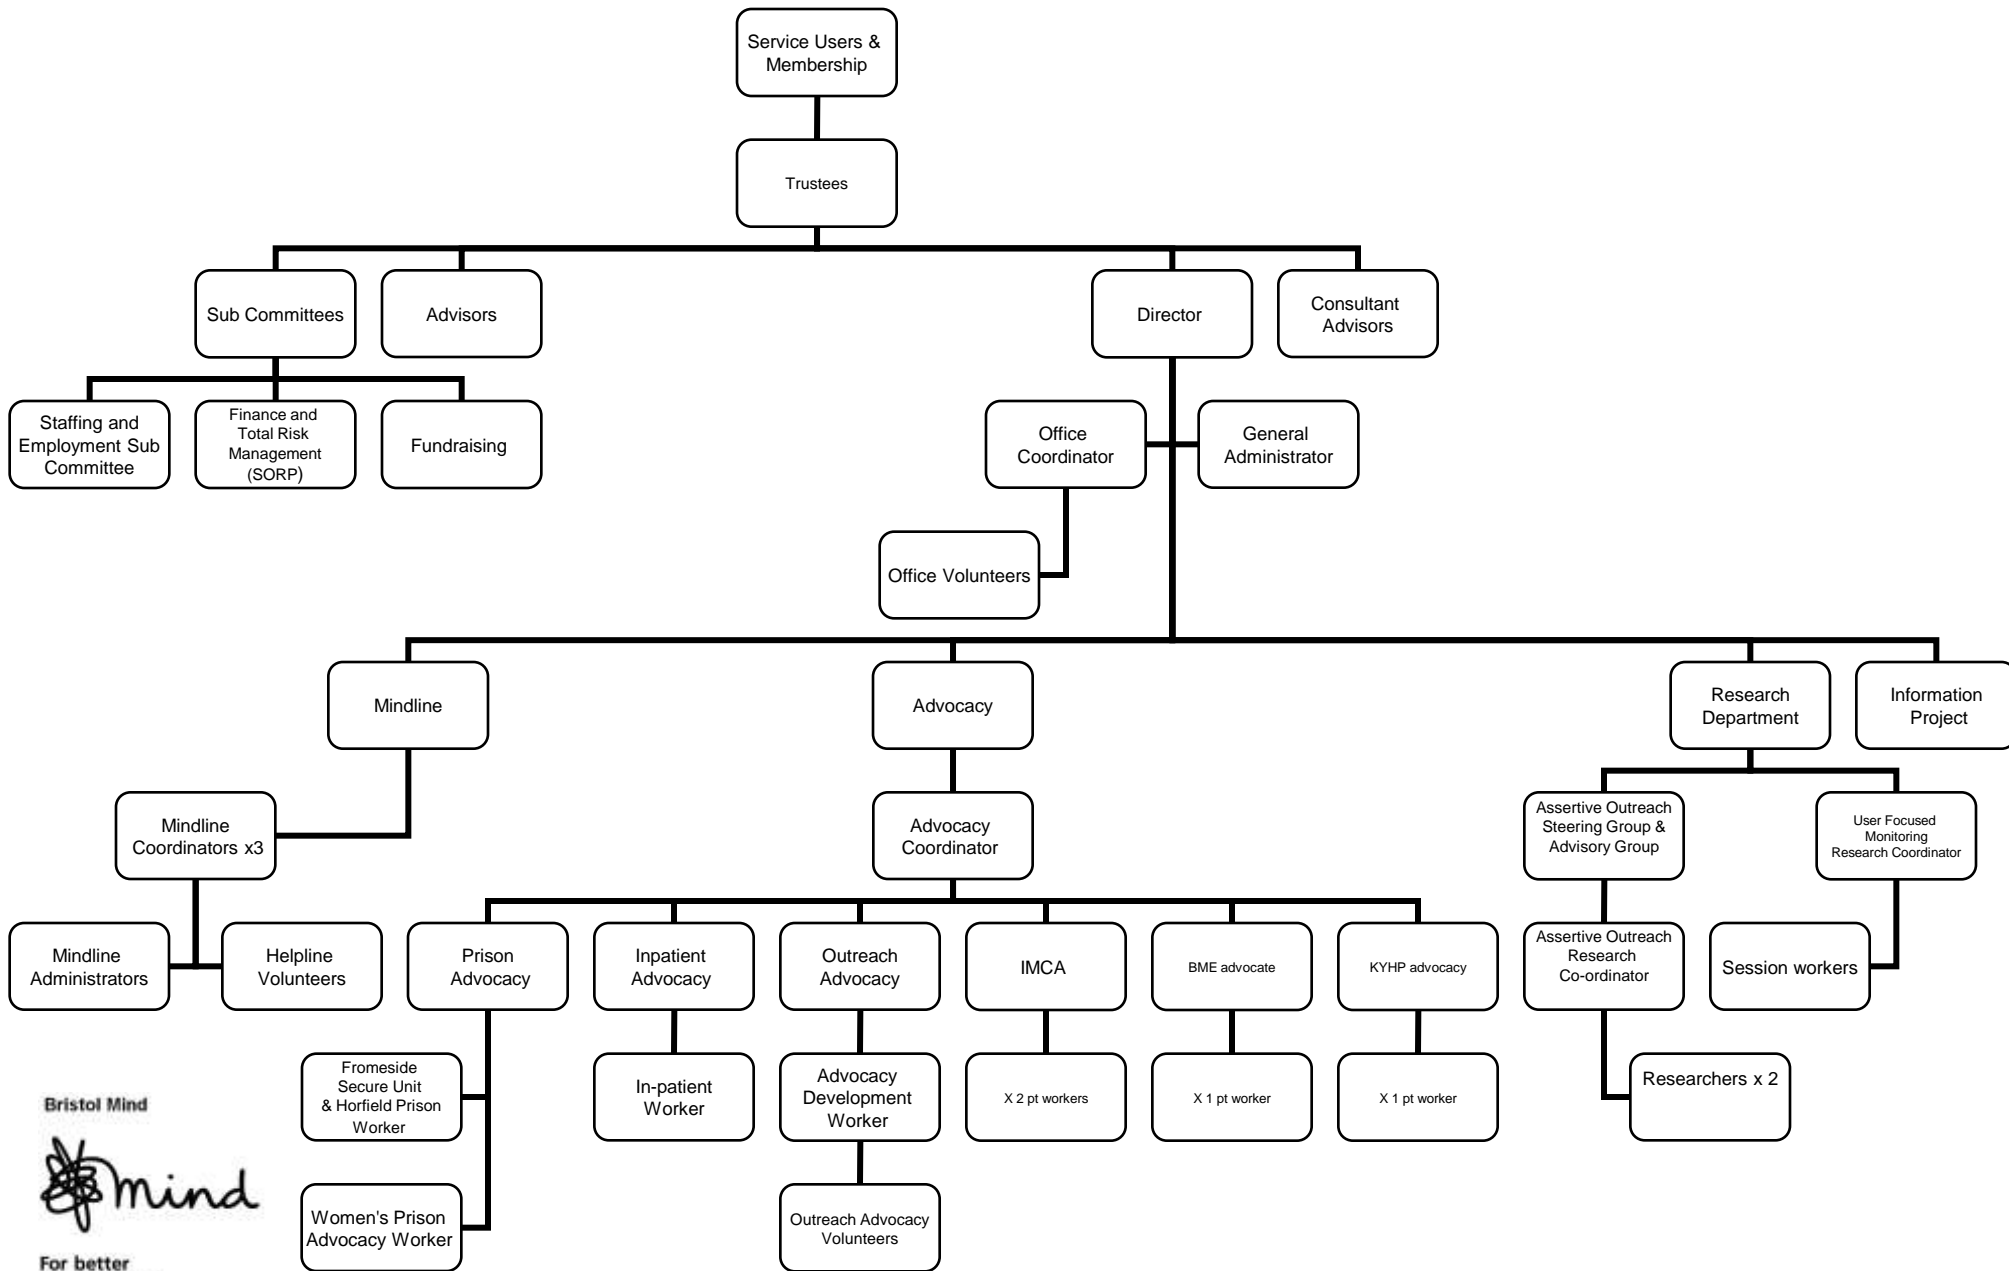 Service Users &
Membership
Trustees
Sub Committees
Advisors
Director
Consultant
Advisors
Staffing and
Employment Sub
Committee
Finance and
Total Risk
Management
(SORP)
Fundraising
Office
Coordinator
General
Administrator
Office Volunteers
Mindline
Advocacy
Research
Department
Information
Project
Mindline
Coordinators x3
Advocacy
Coordinator
Assertive Outreach
Steering Group &
Advisory Group
User Focused
Monitoring
Research Coordinator
Mindline
Administrators
Helpline
Volunteers
Prison
Advocacy
Inpatient
Advocacy
Outreach
Advocacy
IMCA
BME advocate
KYHP advocacy
Assertive Outreach
Research
Co-ordinator
Session workers
Fromeside
Secure Unit
& Horfield Prison
Worker
In-patient
Worker
Advocacy
Development
Worker
X 2 pt workers
X 1 pt worker
X 1 pt worker
Researchers x 2
Women's Prison
Advocacy Worker
Outreach Advocacy
Volunteers
Bristol Mind
mind
For better